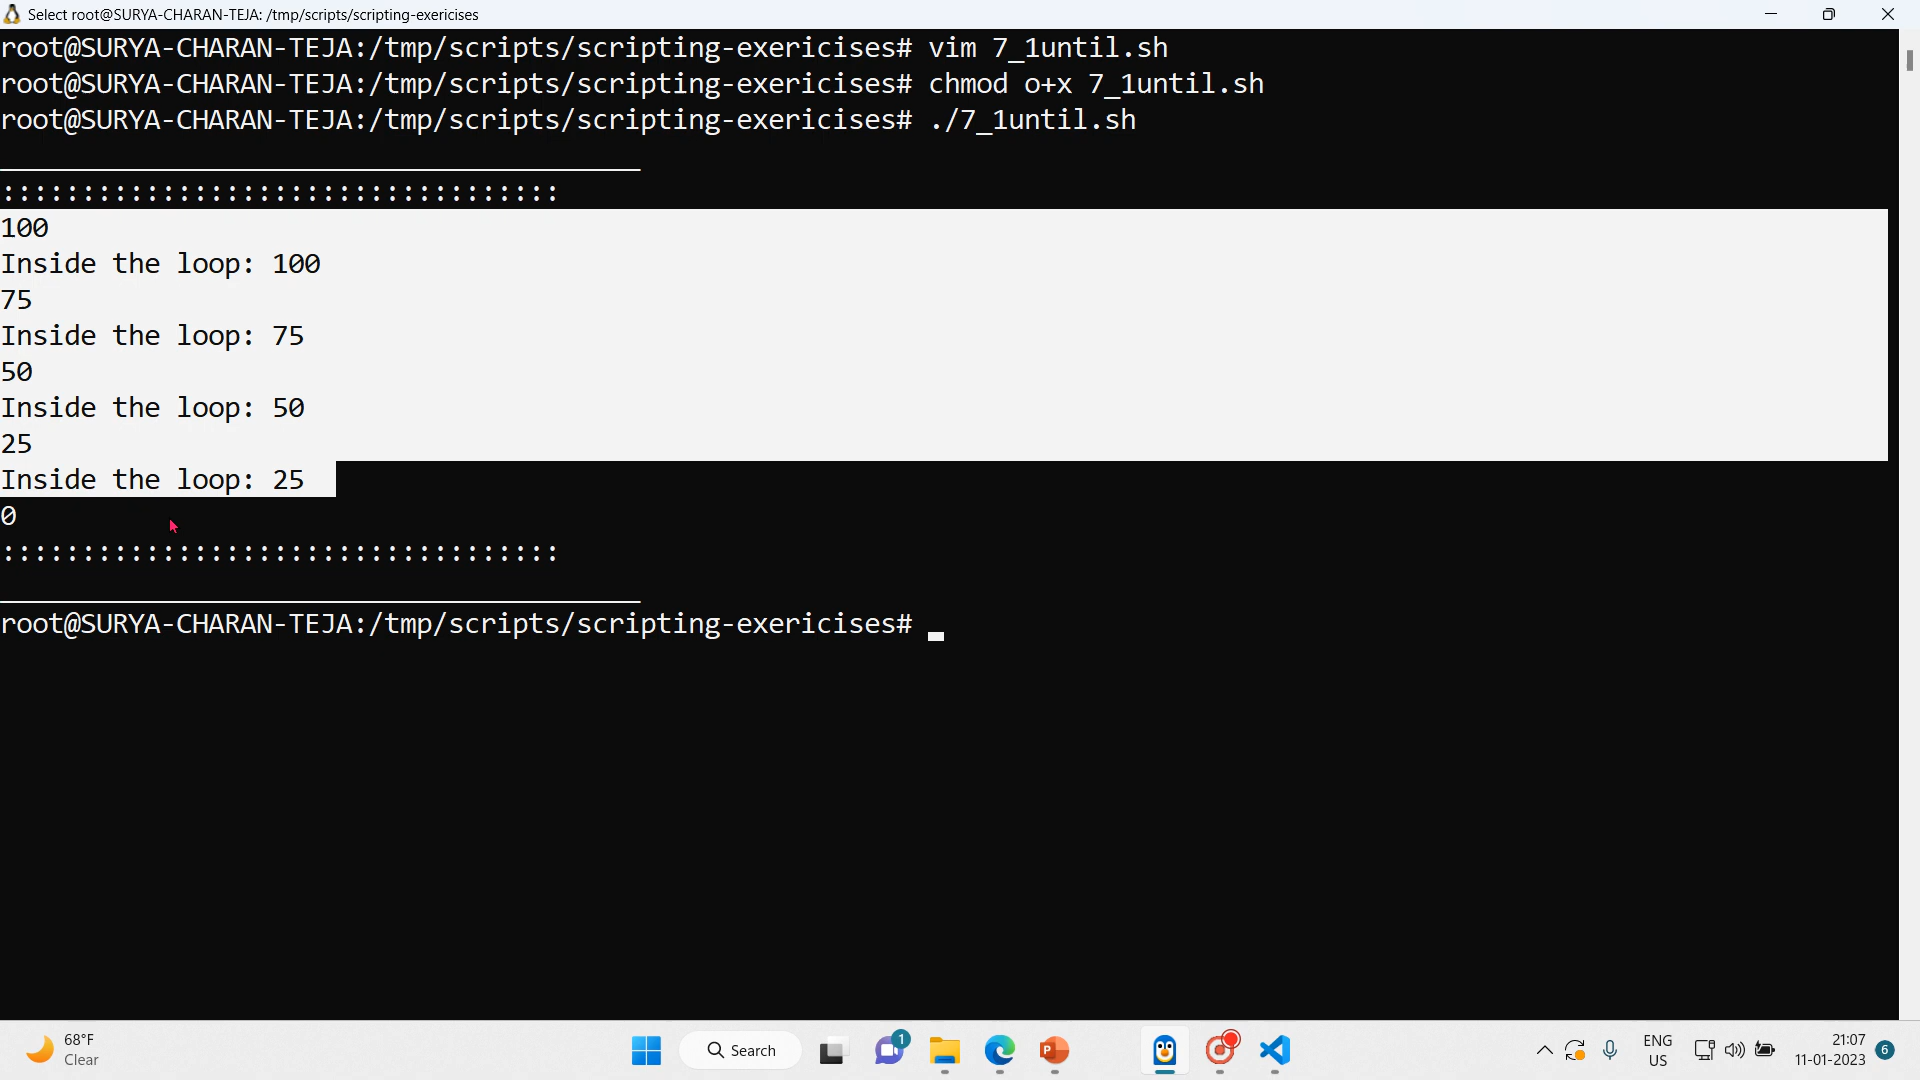 Select root@SURYA-CHARAN-TEJA: /tmp/scripts/scripting-exericises
root@SURYA-CHARAN-TEJA:/tmp/scripts/scripting-exericises# vim 7_1until.sh
root@SURYA-CHARAN-TEJA:/tmp/scripts/scripting-exericises# chmod o+x 7_1until.sh
root@SURYA-CHARAN-TEJA:/tmp/scripts/scripting-exericises# ./7_1until.sh
________________________________________
:::::::::::::::::::::::::::::::::::
100
Inside the loop: 100
75
Inside the loop: 75
50
Inside the loop: 50
25
Inside the loop: 25
0
:::::::::::::::::::::::::::::::::::
________________________________________
root@SURYA-CHARAN-TEJA:/tmp/scripts/scripting-exericises#
68°F
Clear
Search
1
ENG
US
21:07
11-01-2023
6